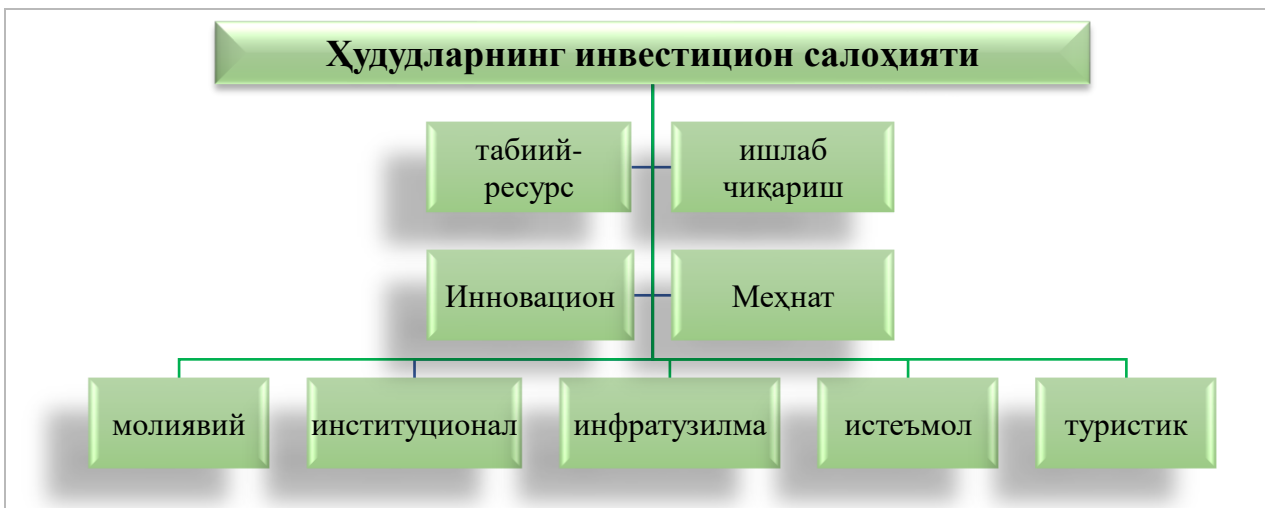 Ҳудудларнинг инвестицион салоҳияти
табиий-
ресурс
ишлаб
чиқариш
Инновацион
Меҳнат
молиявий
институционал
инфратузилма
истеъмол
туристик